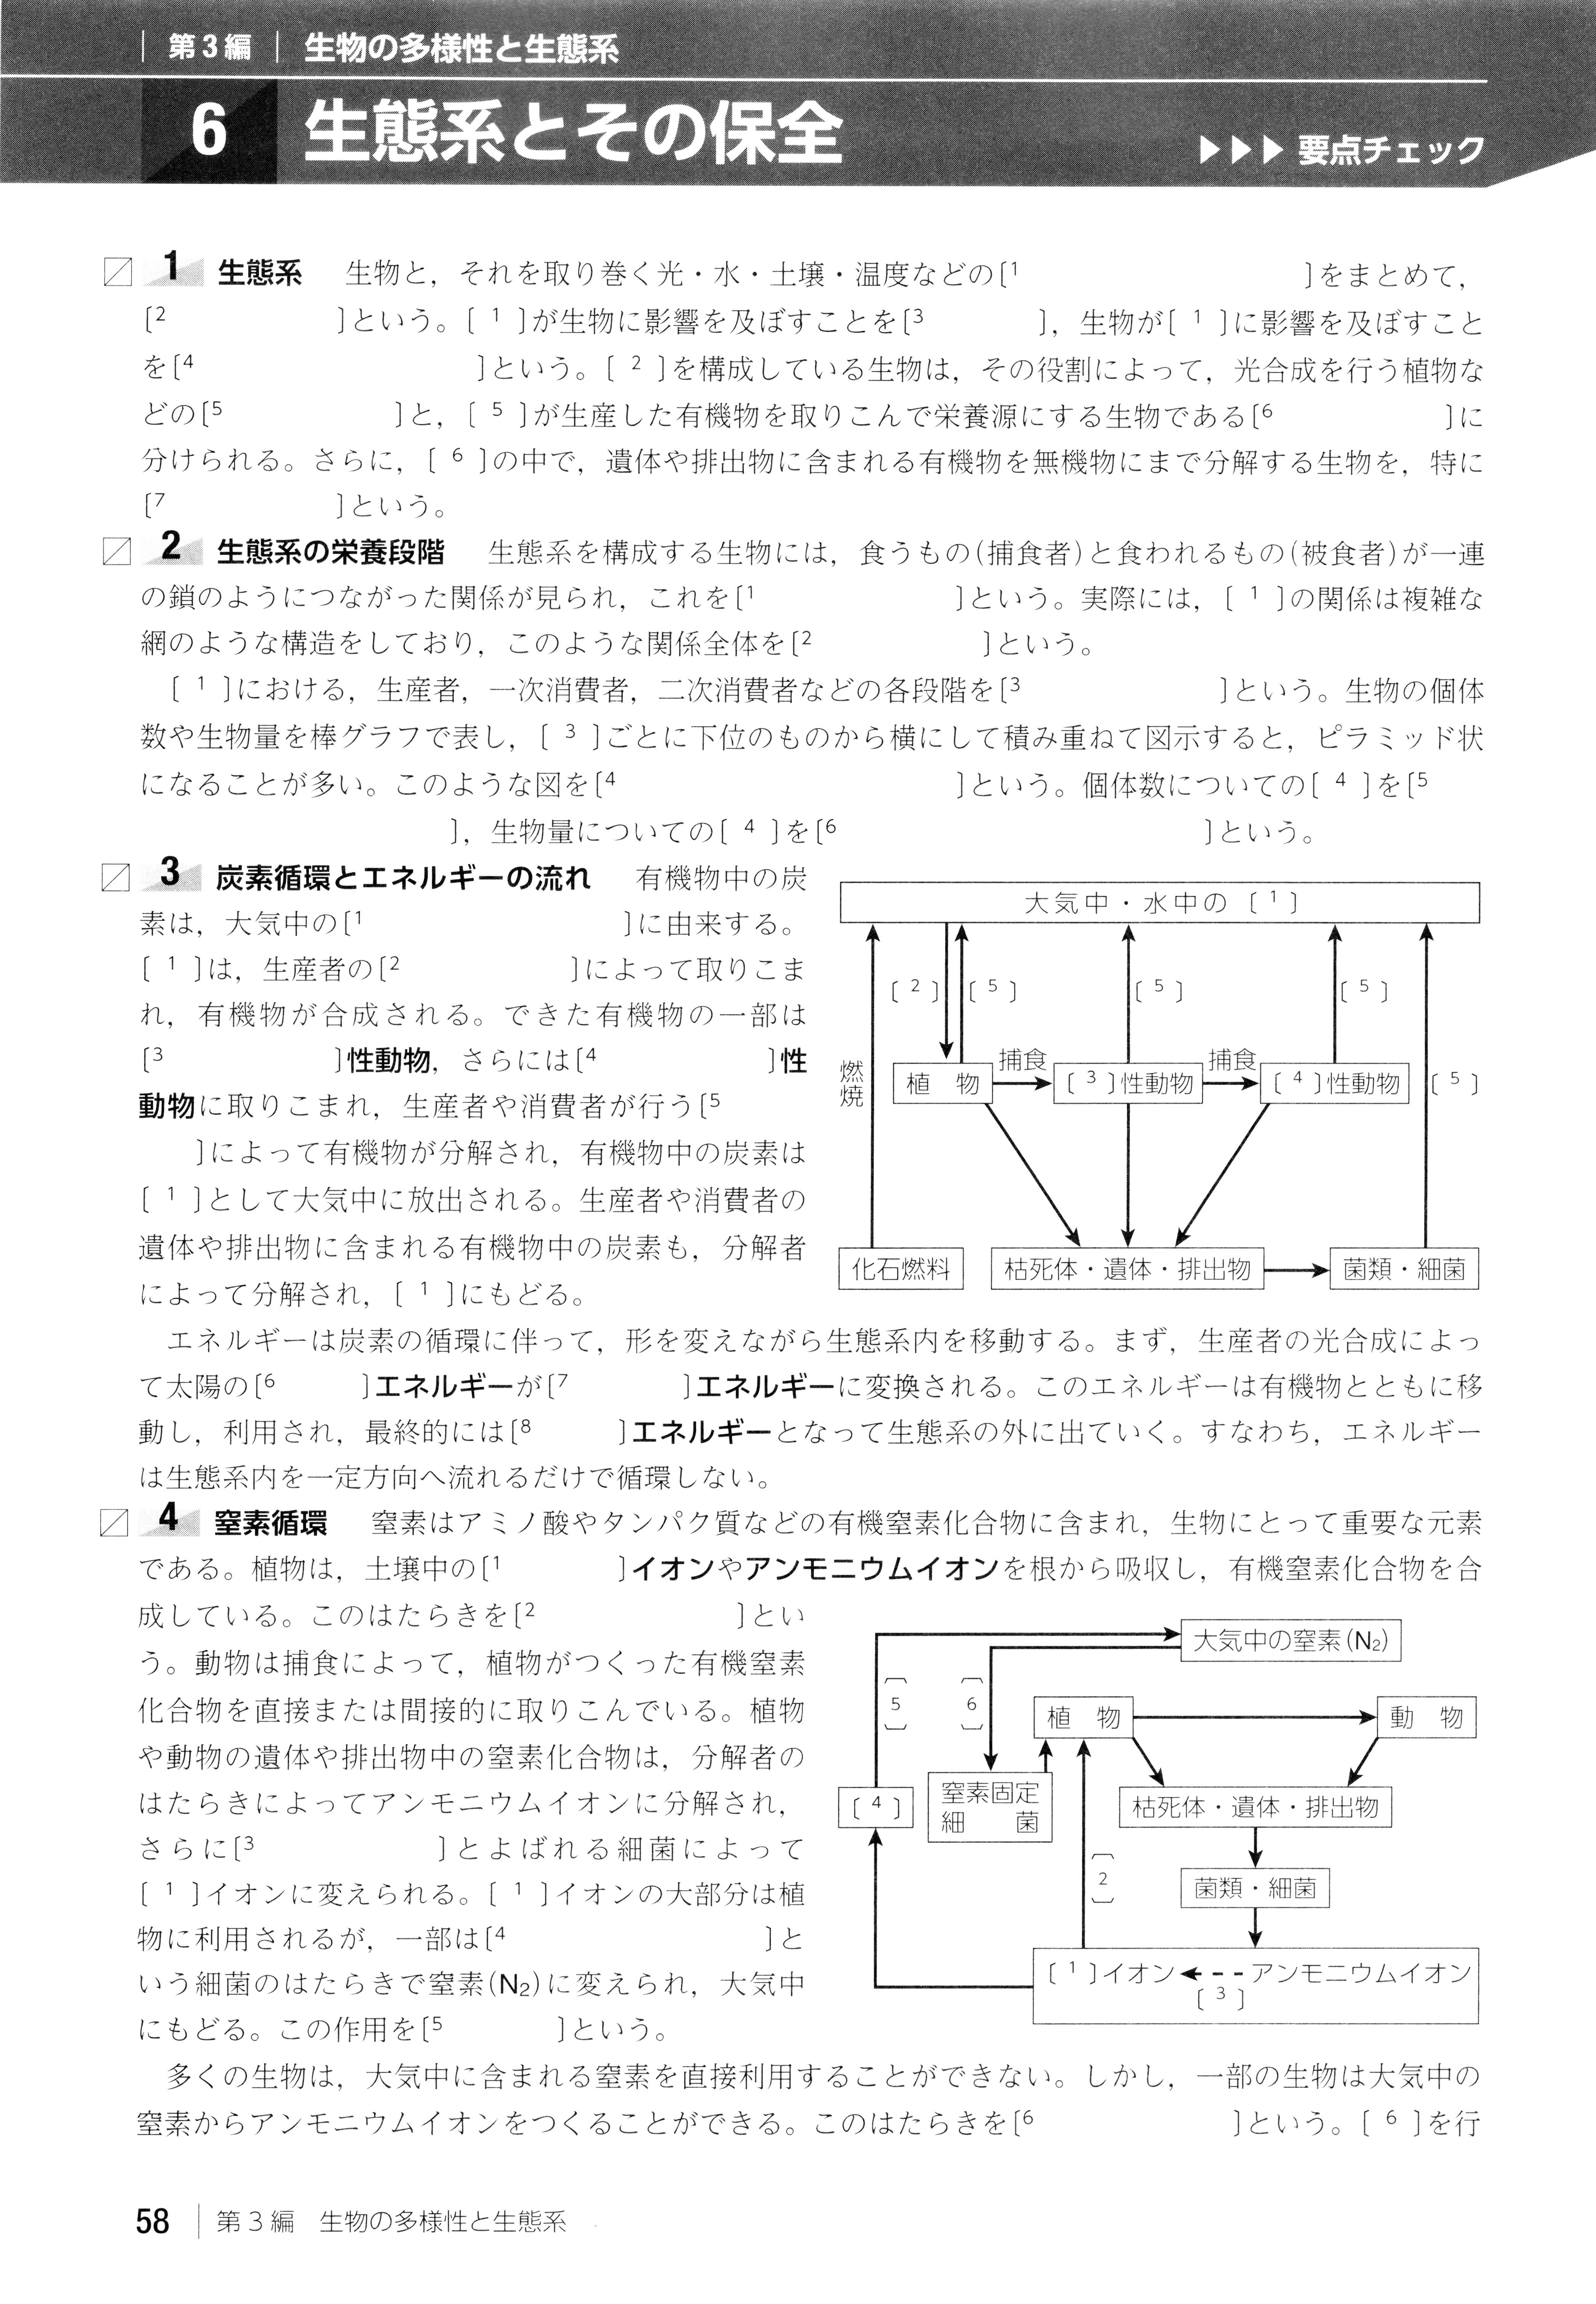 第3編 生物の多様性と生態系
6 生態系とその保全
▶▶▶ 要点チェック
1 生態系 生物と，それを取り巻く光・水・土壌・温度などの〔1 〕をまとめて，
〔2 〕という。〔 1 〕が生物に影響を及ぼすことを〔3 〕，生物が〔 1 〕に影響を及ぼすこと
を〔4 〕という。〔 2 〕を構成している生物は，その役割によって，光合成を行う植物な
どの〔5 〕と，〔 5 〕が生産した有機物を取りこんで栄養源にする生物である〔6 〕に
分けられる。さらに，〔 6 〕の中で，遺体や排出物に含まれる有機物を無機物にまで分解する生物を，特に
〔7 〕という。
2 生態系の栄養段階 生態系を構成する生物には，食うもの(捕食者)と食われるもの(被食者)が一連
の鎖のようにつながった関係が見られ，これを〔1 〕という。実際には，〔 1 〕の関係は複雑な
網のような構造をしており，このような関係全体を〔2 〕という。
〔 1 〕における，生産者，一次消費者，二次消費者などの各段階を〔3 〕という。生物の個体
数や生物量を棒グラフで表し，〔 3 〕ごとに下位のものから横にして積み重ねて図示すると，ピラミッド状
になることが多い。このような図を〔4 〕という。個体数についての〔 4 〕を〔5
〕，生物量についての〔 4 〕を〔6 〕という。
3 炭素循環とエネルギーの流れ 有機物中の炭
素は，大気中の〔1 〕に由来する。
〔 1 〕は，生産者の〔2 〕によって取りこま
れ，有機物が合成される。できた有機物の一部は
〔3 〕性動物，さらには〔4 〕性
動物に取りこまれ，生産者や消費者が行う〔5
〕によって有機物が分解され，有機物中の炭素は
〔 1 〕として大気中に放出される。生産者や消費者の
遺体や排出物に含まれる有機物中の炭素も，分解者
によって分解され，〔 1 〕にもどる。
大気中・水中の〔 1 〕
〔 2 〕 〔 5 〕 〔 5 〕 〔 5 〕
燃焼
植 物 捕食 〔 3 〕性動物 捕食 〔 4 〕性動物 〔 5 〕
化石燃料 枯死体・遺体・排出物 菌類・細菌
エネルギーは炭素の循環に伴って，形を変えながら生態系内を移動する。まず，生産者の光合成によっ
て太陽の〔6 〕エネルギーが〔7 〕エネルギーに変換される。このエネルギーは有機物とともに移
動し，利用され，最終的には〔8 〕エネルギーとなって生態系の外に出ていく。すなわち，エネルギー
は生態系内を一定方向へ流れるだけで循環しない。
4 窒素循環 窒素はアミノ酸やタンパク質などの有機窒素化合物に含まれ，生物にとって重要な元素
である。植物は，土壌中の〔1 〕イオンやアンモニウムイオンを根から吸収し，有機窒素化合物を合
成している。このはたらきを〔2 〕とい
う。動物は捕食によって，植物がつくった有機窒素
化合物を直接または間接的に取りこんでいる。植物
や動物の遺体や排出物中の窒素化合物は，分解者の
はたらきによってアンモニウムイオンに分解され，
さらに〔3 〕とよばれる細菌によって
〔 1 〕イオンに変えられる。〔 1 〕イオンの大部分は植
物に利用されるが，一部は〔4 〕と
いう細菌のはたらきで窒素(N₂)に変えられ，大気中
にもどる。この作用を〔5 〕という。
大気中の窒素(N₂)
〔 5 〕 〔 6 〕
植 物 動 物
〔 4 〕
窒素固定
細 菌
枯死体・遺体・排出物
〔 2 〕
菌類・細菌
〔 1 〕イオン アンモニウムイオン
〔 3 〕
多くの生物は，大気中に含まれる窒素を直接利用することができない。しかし，一部の生物は大気中の
窒素からアンモニウムイオンをつくることができる。このはたらきを〔6 〕という。〔 6 〕を行
58 第3編 生物の多様性と生態系